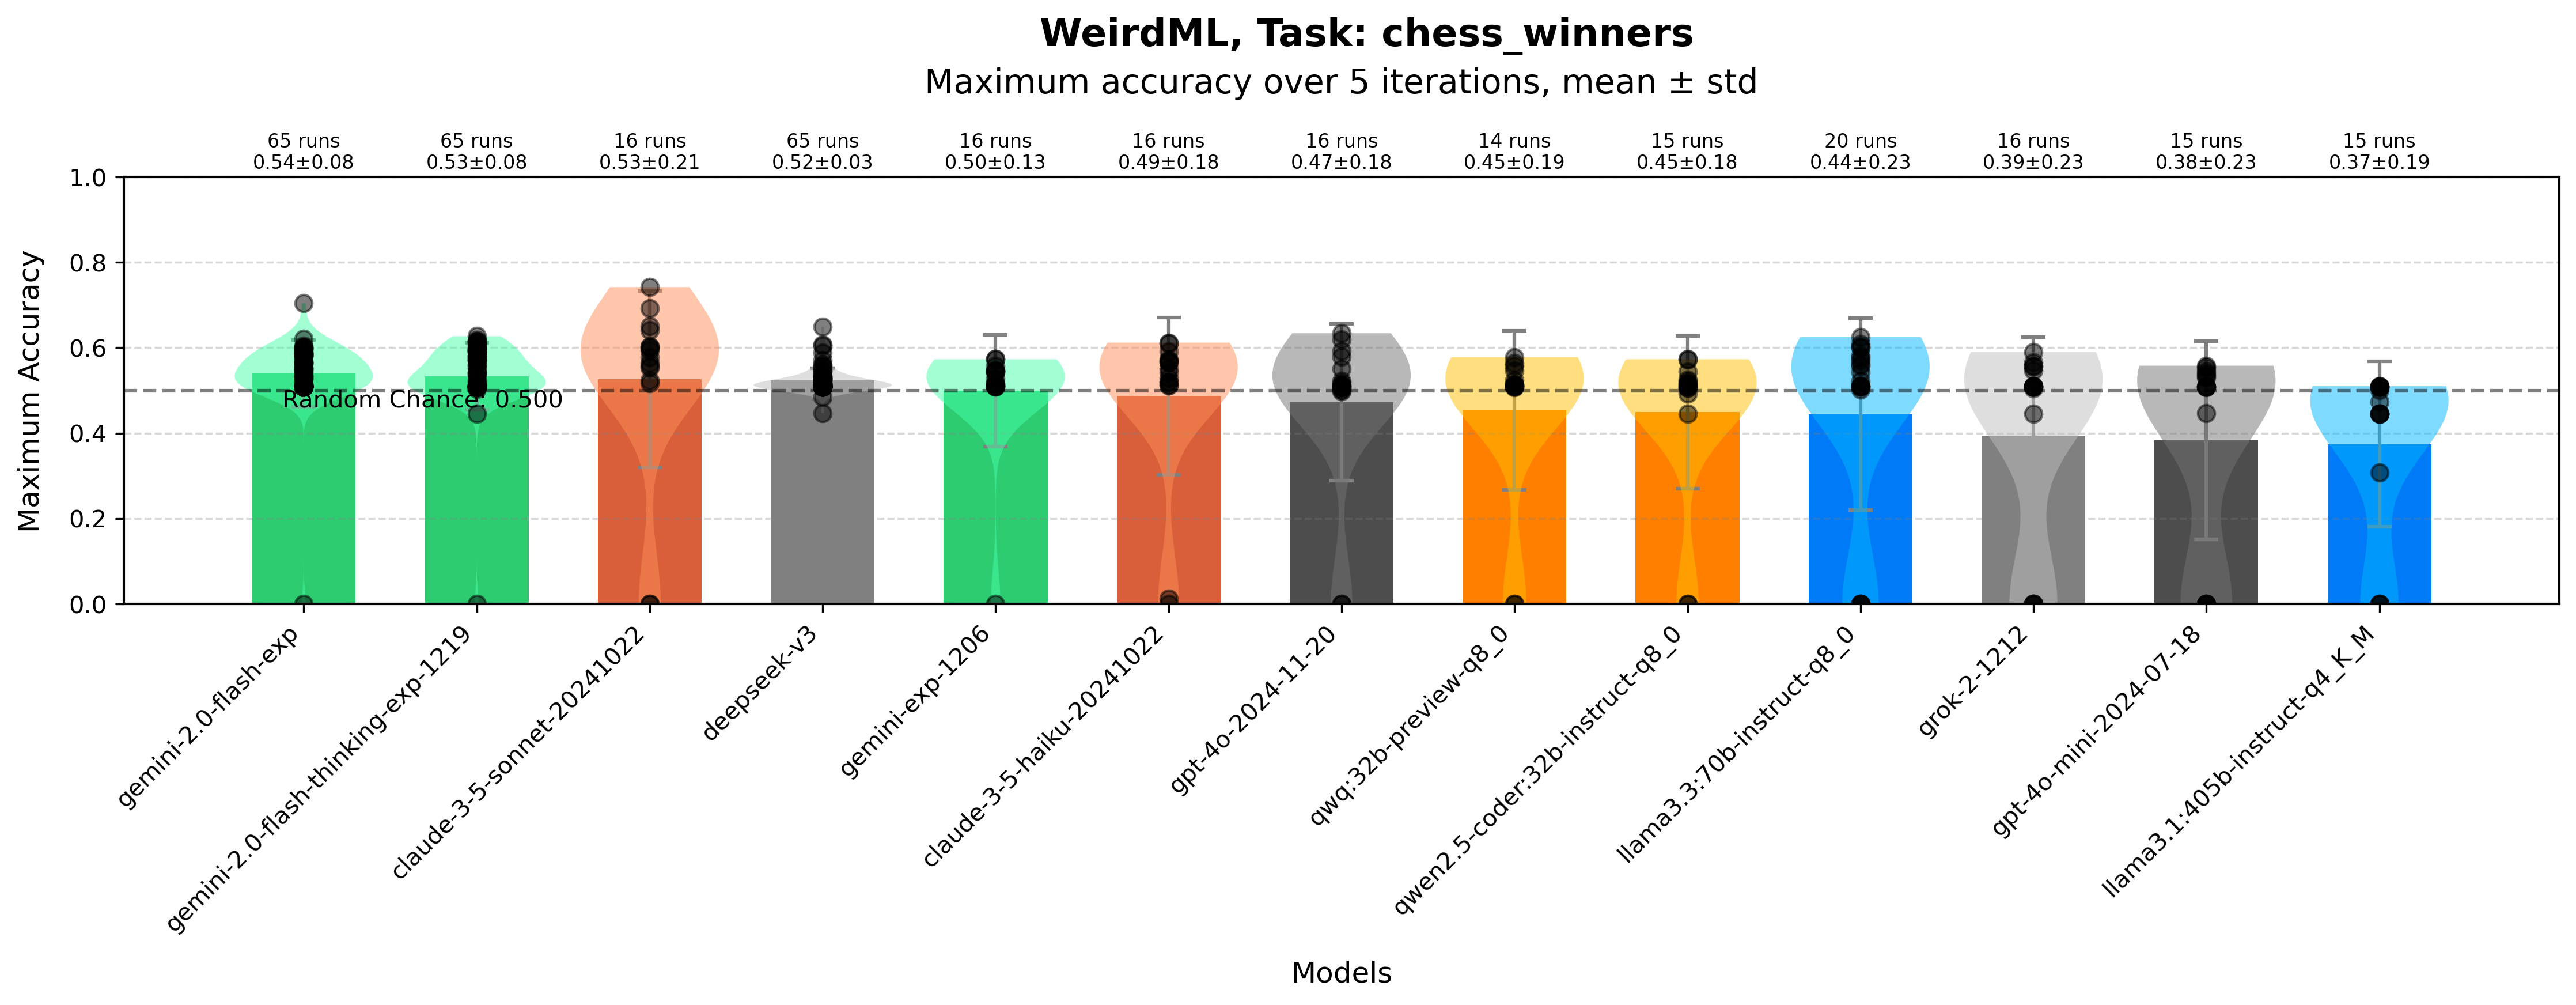 WeirdML, Task: chess_winners
Maximum accuracy over 5 iterations, mean ± std
65 runs 65 runs 16 runs 65 runs 16 runs 16 runs 16 runs 14 runs 15 runs 20 runs 16 runs 15 runs 15 runs
0.54±0.08 0.53±0.08 0.53±0.21 0.52±0.03 0.50±0.13 0.49±0.18 0.47±0.18 0.45±0.19 0.45±0.18 0.44±0.23 0.39±0.23 0.38±0.23 0.37±0.19
Maximum Accuracy
1.0
0.8
0.6
0.4
0.2
0.0
Random Chance: 0.500
gemini-2.0-flash-exp
gemini-2.0-flash-thinking-exp-1219
claude-3-5-sonnet-20241022
deepseek-v3
gemini-exp-1206
claude-3-5-haiku-20241022
gpt-4o-2024-11-20
qwq:32b-preview-q8_0
qwen2.5-coder:32b-instruct-q8_0
llama3.3:70b-instruct-q8_0
grok-2-1212
gpt-4o-mini-2024-07-18
llama3.1:405b-instruct-q4_K_M
Models